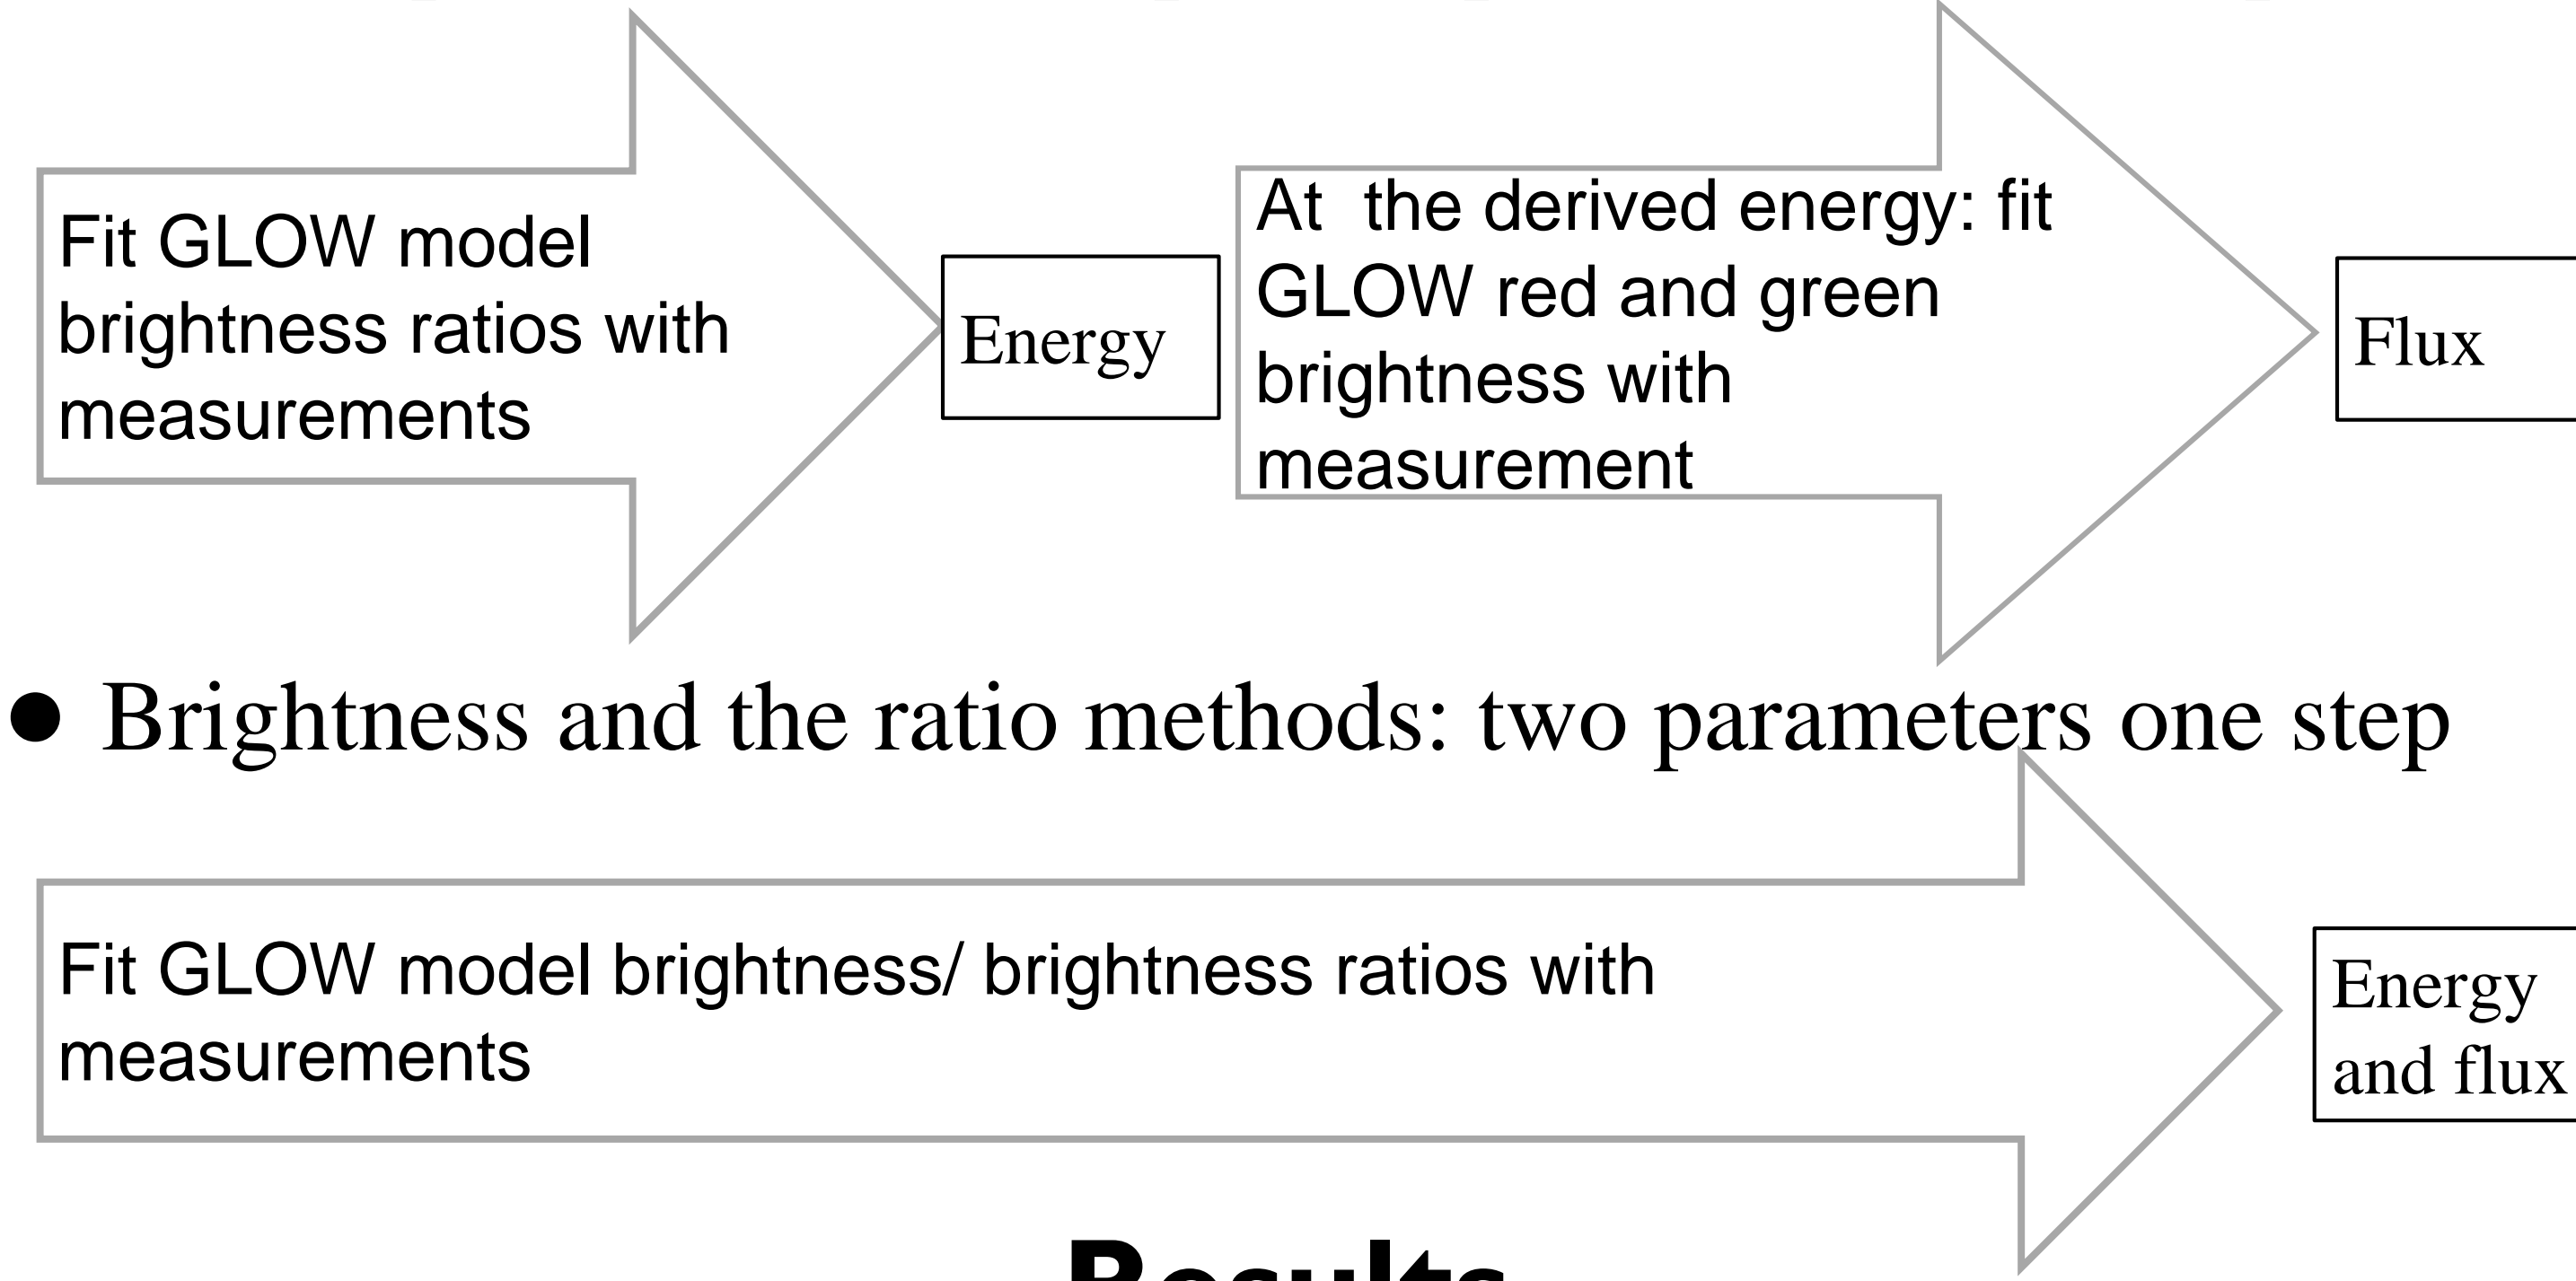 Fit GLOW model
brightness ratios with
measurements
Energy
At the derived energy: fit
GLOW red and green
brightness with
measurement
Flux
● Brightness and the ratio methods: two parameters one step
Fit GLOW model brightness/ brightness ratios with
measurements
Energy
and flux
Results